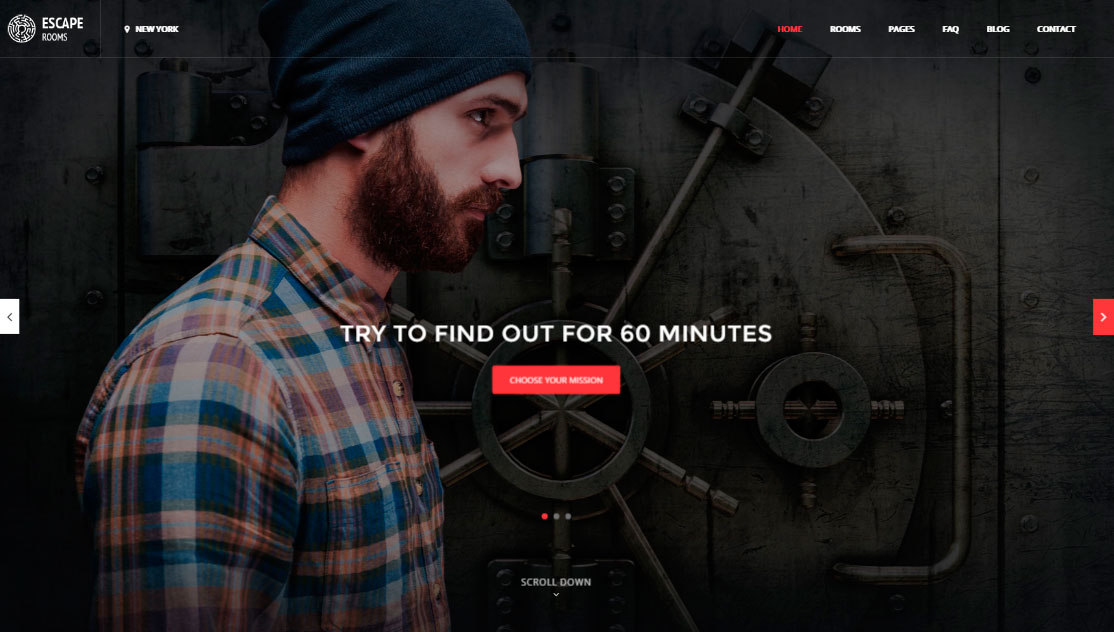 ESCAPE
ROOMS
NEW YORK
HOME ROOMS PAGES FAQ BLOG CONTACT
TRY TO FIND OUT FOR 60 MINUTES
CHOOSE YOUR MISSION
SCROLL DOWN